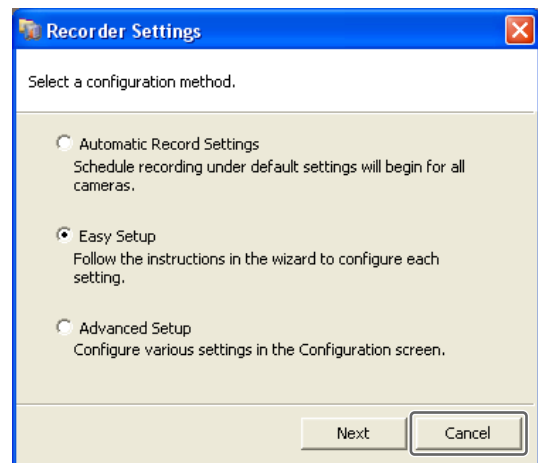 Recorder Settings
Select a configuration method.
Automatic Record Settings
Schedule recording under default settings will begin for all
cameras.
Easy Setup
Follow the instructions in the wizard to configure each
setting.
Advanced Setup
Configure various settings in the Configuration screen.
Next
Cancel